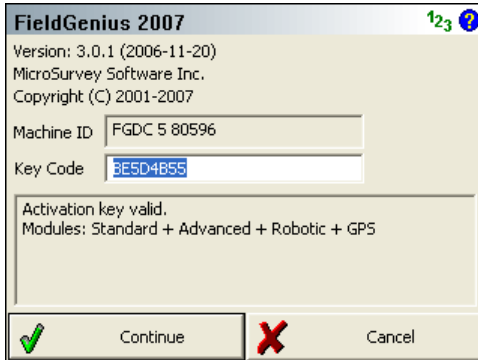 FieldGenius 2007 123 ?
Version: 3.0.1 (2006-11-20)
MicroSurvey Software Inc.
Copyright (C) 2001-2007
Machine ID FGDC 5 80596
Key Code BE5D4B55
Activation key valid.
Modules: Standard + Advanced + Robotic + GPS
Continue Cancel